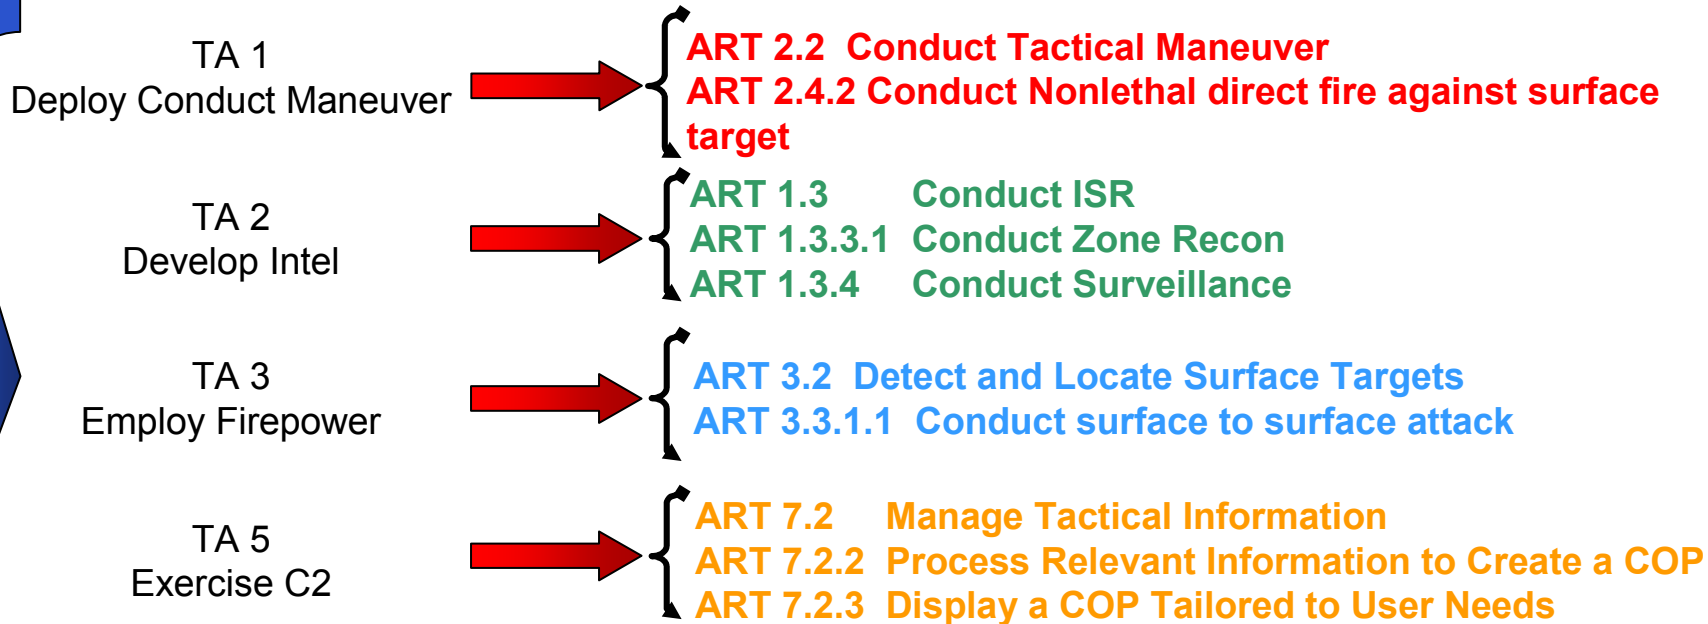 TA 1
Deploy Conduct Maneuver
ART 2.2 Conduct Tactical Maneuver
ART 2.4.2 Conduct Nonlethal direct fire against surface
target
TA 2
Develop Intel
ART 1.3 Conduct ISR
ART 1.3.3.1 Conduct Zone Recon
ART 1.3.4 Conduct Surveillance
TA 3
Employ Firepower
ART 3.2 Detect and Locate Surface Targets
ART 3.3.1.1 Conduct surface to surface attack
TA 5
Exercise C2
ART 7.2 Manage Tactical Information
ART 7.2.2 Process Relevant Information to Create a COP
ART 7.2.3 Display a COP Tailored to User Needs